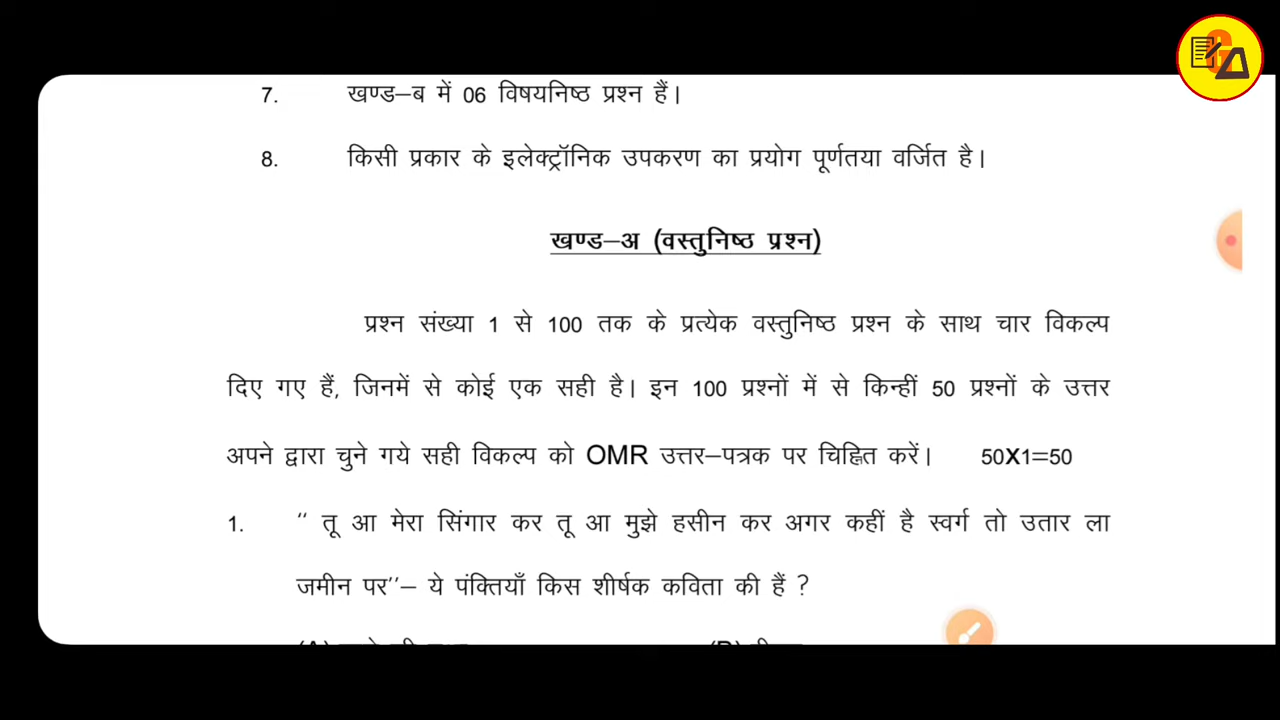 7. खण्ड–ब में 06 विषयनिष्ठ प्रश्न हैं।
8. किसी प्रकार के इलेक्ट्रॉनिक उपकरण का प्रयोग पूर्णतया वर्जित है।
खण्ड–अ (वस्तुनिष्ठ प्रश्न)
प्रश्न संख्या 1 से 100 तक के प्रत्येक वस्तुनिष्ठ प्रश्न के साथ चार विकल्प
दिए गए हैं, जिनमें से कोई एक सही है। इन 100 प्रश्नों में से किन्हीं 50 प्रश्नों के उत्तर
अपने द्वारा चुने गये सही विकल्प को OMR उत्तर–पत्रक पर चिह्नित करें। 50X1=50
1. “ तू आ मेरा सिंगार कर तू आ मुझे हसीन कर अगर कहीं है स्वर्ग तो उतार ला
जमीन पर”– ये पंक्तियाँ किस शीर्षक कविता की हैं ?
(A) (B)